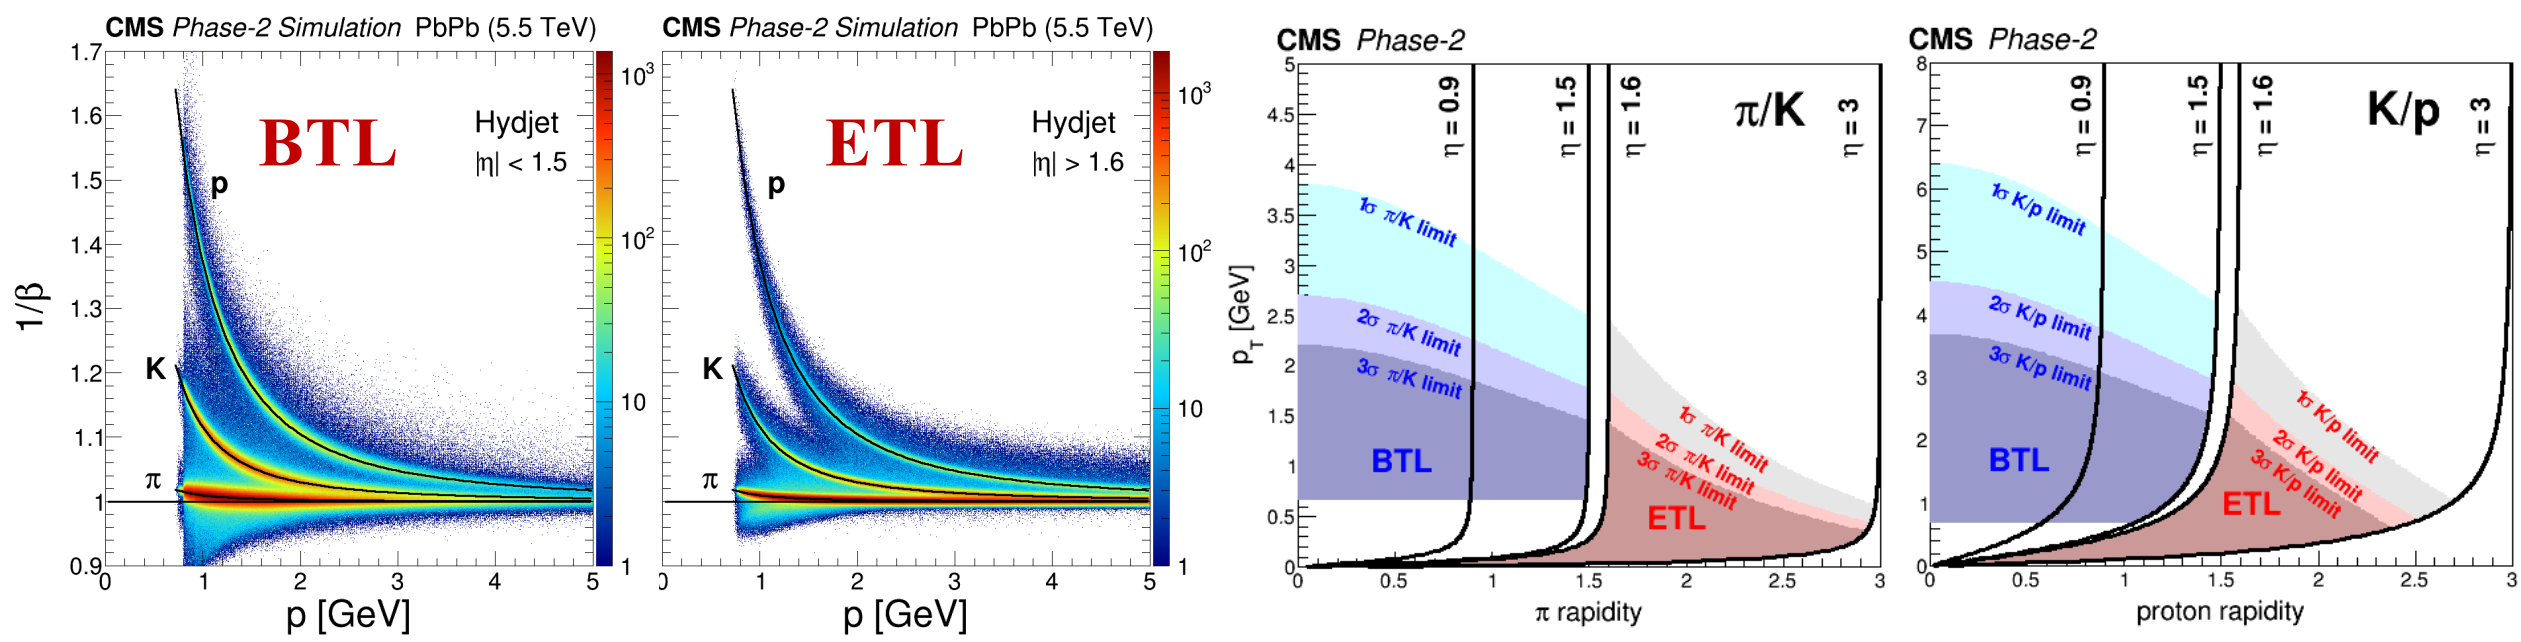 CMS Phase-2 Simulation PbPb (5.5 TeV)
1/β
1.7
1.6
1.5
1.4
1.3
1.2
1.1
1
0.9
BTL
Hydjet
|η| < 1.5
p
K
π
0 1 2 3 4 5
p [GeV]
10³
10²
10
1
CMS Phase-2 Simulation PbPb (5.5 TeV)
ETL
Hydjet
|η| > 1.6
p
K
π
0 1 2 3 4 5
p [GeV]
10³
10²
10
1
CMS Phase-2
p_T [GeV]
5
4.5
4
3.5
3
2.5
2
1.5
1
0.5
0
η = 0.9
η = 1.5
η = 1.6
π/K
η = 3
1σ π/K limit
2σ π/K limit
3σ π/K limit
BTL
1σ π/K limit
2σ π/K limit
3σ π/K limit
ETL
0 0.5 1 1.5 2 2.5 3
π rapidity
CMS Phase-2
8
7
6
5
4
3
2
1
0
η = 0.9
η = 1.5
η = 1.6
K/p
η = 3
1σ K/p limit
2σ K/p limit
3σ K/p limit
BTL
1σ K/p limit
2σ K/p limit
3σ K/p limit
ETL
0 0.5 1 1.5 2 2.5 3
proton rapidity